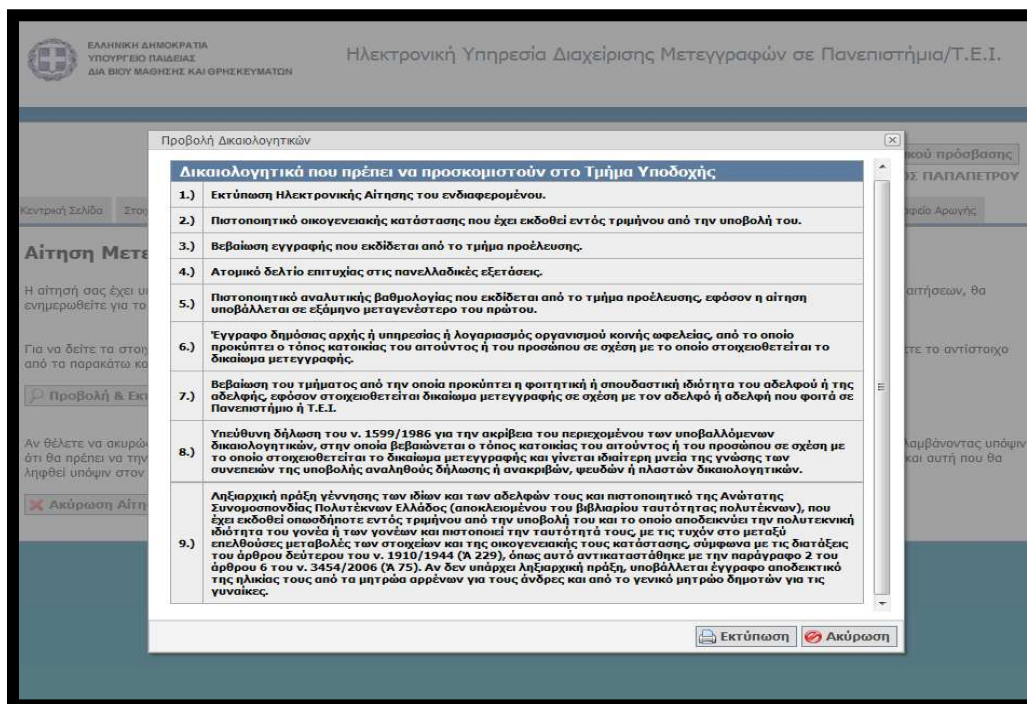 ΕΛΛΗΝΙΚΗ ΔΗΜΟΚΡΑΤΙΑ
ΥΠΟΥΡΓΕΙΟ ΠΑΙΔΕΙΑΣ
ΔΙΑ ΒΙΟΥ ΜΑΘΗΣΗΣ ΚΑΙ ΘΡΗΣΚΕΥΜΑΤΩΝ
Ηλεκτρονική Υπηρεσία Διαχείρισης Μετεγγραφών σε Πανεπιστήμια/Τ.Ε.Ι.
Προβολή Δικαιολογητικών
πρόσβασης
ΠΑΠΑΠΕΤΡΟΥ
Κεντρική Σελίδα
Αρωγής
Δικαιολογητικά που πρέπει να προσκομιστούν στο Τμήμα Υποδοχής
1.) Εκτύπωση Ηλεκτρονικής Αίτησης του ενδιαφερομένου.
2.) Πιστοποιητικό οικογενειακής κατάστασης που έχει εκδοθεί εντός τριμήνου από την υποβολή του.
3.) Βεβαίωση εγγραφής που εκδίδεται από το τμήμα προέλευσης.
4.) Ατομικό δελτίο επιτυχίας στις πανελλαδικές εξετάσεις.
5.) Πιστοποιητικό αναλυτικής βαθμολογίας που εκδίδεται από το τμήμα προέλευσης, εφόσον η αίτηση
υποβάλλεται σε εξάμηνο μεταγενέστερο του πρώτου.
6.) Έγγραφο δημόσιας αρχής ή υπηρεσίας ή λογαριασμός οργανισμού κοινής ωφελείας, από το οποίο
προκύπτει ο τόπος κατοικίας του αιτούντος ή του προσώπου σε σχέση με το οποίο στοιχειοθετείται το
δικαίωμα μετεγγραφής.
7.) Βεβαίωση του τμήματος από την οποία προκύπτει η φοιτητική ή σπουδαστική ιδιότητα του αδελφού ή της
αδελφής, εφόσον στοιχειοθετείται δικαίωμα μετεγγραφής σε σχέση με τον αδελφό ή αδελφή που φοιτά σε
Πανεπιστήμιο ή Τ.Ε.Ι.
8.) Υπεύθυνη δήλωση του ν. 1599/1986 για την ακρίβεια του περιεχομένου των υποβαλλόμενων
δικαιολογητικών, στην οποία βεβαιώνεται ο τόπος κατοικίας του αιτούντος ή του προσώπου σε σχέση με
το οποίο στοιχειοθετείται το δικαίωμα μετεγγραφής και γίνεται ιδιαίτερη μνεία της γνώσης των
συνεπειών της υποβολής αναληθούς δήλωσης ή ανακριβών, ψευδών ή πλαστών δικαιολογητικών.
9.) Ληξιαρχική πράξη γέννησης των ιδίων και των αδελφών τους και πιστοποιητικό της Ανώτατης
Συνομοσπονδίας Πολυτέκνων Ελλάδος (αποκλειομένου του βιβλιαρίου ταυτότητας πολυτέκνων), που
έχει εκδοθεί οπωσδήποτε εντός τριμήνου από την υποβολή του και το οποίο αποδεικνύει την πολυτεκνική
ιδιότητα του γονέα ή των γονέων και πιστοποιεί την ταυτότητά τους, με τις τυχόν στο μεταξύ
επελθούσες μεταβολές των στοιχείων και της οικογενειακής τους κατάστασης, σύμφωνα με τις διατάξεις
του άρθρου δεύτερου του ν. 1910/1944 (Ά 229), όπως αυτό αντικαταστάθηκε με την παράγραφο 2 του
άρθρου 6 του ν. 3454/2006 (Ά 75). Αν δεν υπάρχει ληξιαρχική πράξη, υποβάλλεται έγγραφο αποδεικτικό
της ηλικίας τους από τα μητρώα αρρένων για τους άνδρες και από το γενικό μητρώο δημοτών για τις
γυναίκες.
Αίτηση
Η αίτησή σας έχει
αιτήσεων, θα
ενημερωθείτε για το
Για να δείτε τα
το αντίστοιχο
από τα παρακάτω
Προβολή &
Αν θέλετε να
λαμβάνοντας υπόψιν
ότι θα πρέπει να την
και αυτή που θα
ληφθεί υπόψιν στον
Ακύρωση
Εκτύπωση
Ακύρωση